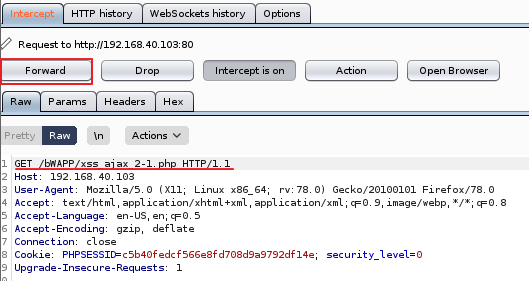 Intercept HTTP history WebSockets history Options
Request to http://192.168.40.103:80
Forward Drop Intercept is on Action Open Browser
Raw Params Headers Hex
Pretty Raw \n Actions
1 GET /bWAPP/xss_ajax_2-1.php HTTP/1.1
2 Host: 192.168.40.103
3 User-Agent: Mozilla/5.0 (X11; Linux x86_64; rv:78.0) Gecko/20100101 Firefox/78.0
4 Accept: text/html,application/xhtml+xml,application/xml;q=0.9,image/webp,*/*;q=0.8
5 Accept-Language: en-US,en;q=0.5
6 Accept-Encoding: gzip, deflate
7 Connection: close
8 Cookie: PHPSESSID=c5b40fedcf566e8fd708d9a9792df14e; security_level=0
9 Upgrade-Insecure-Requests: 1